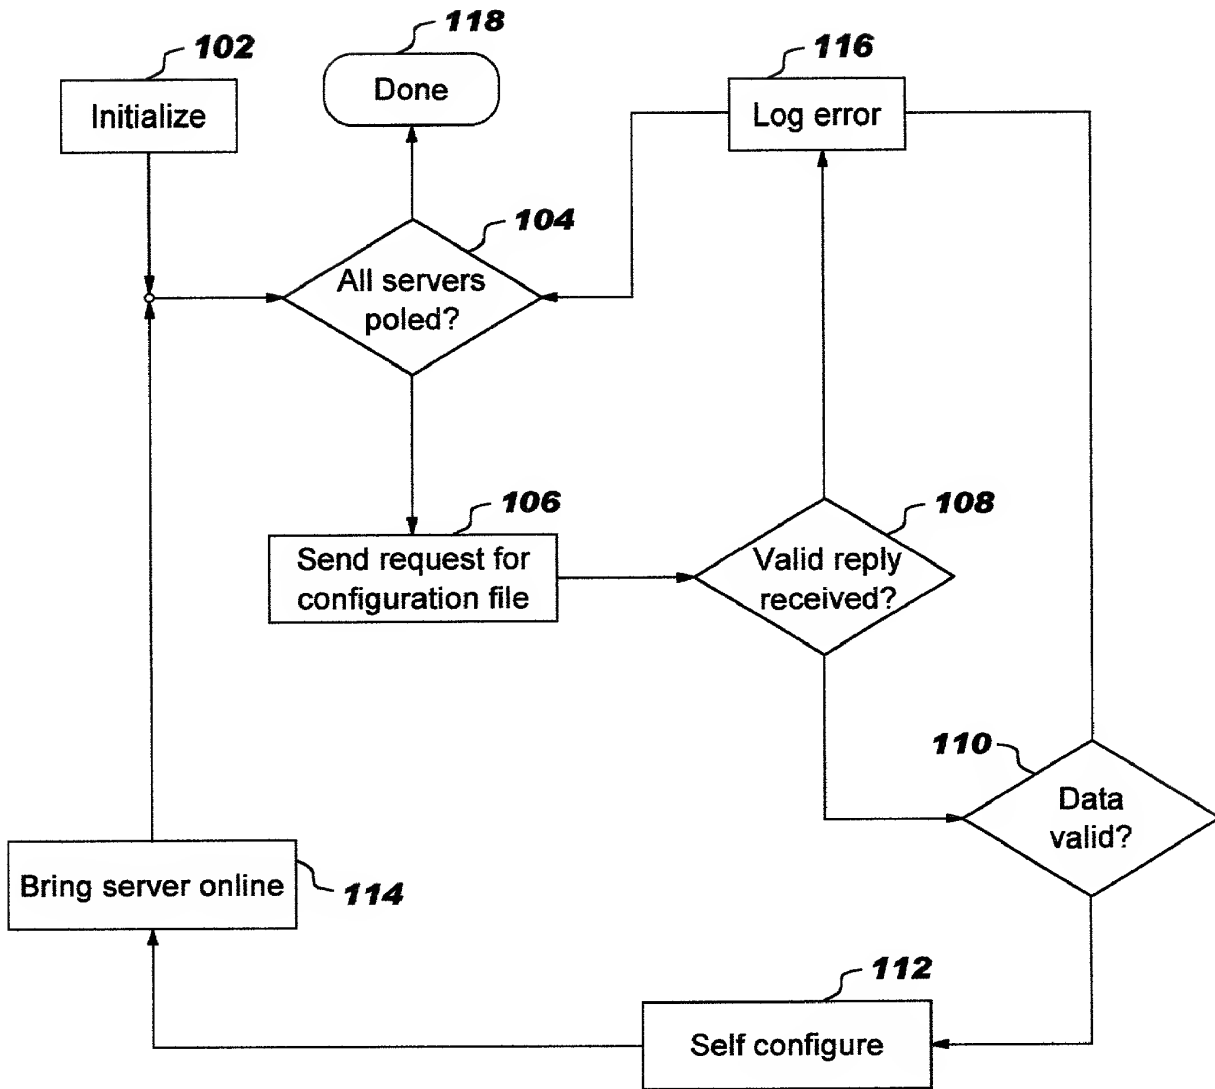 102
Initialize
118
Done
116
Log error
104
All servers
poled?
106
Send request for
configuration file
108
Valid reply
received?
110
Data
valid?
Bring server online
114
112
Self configure